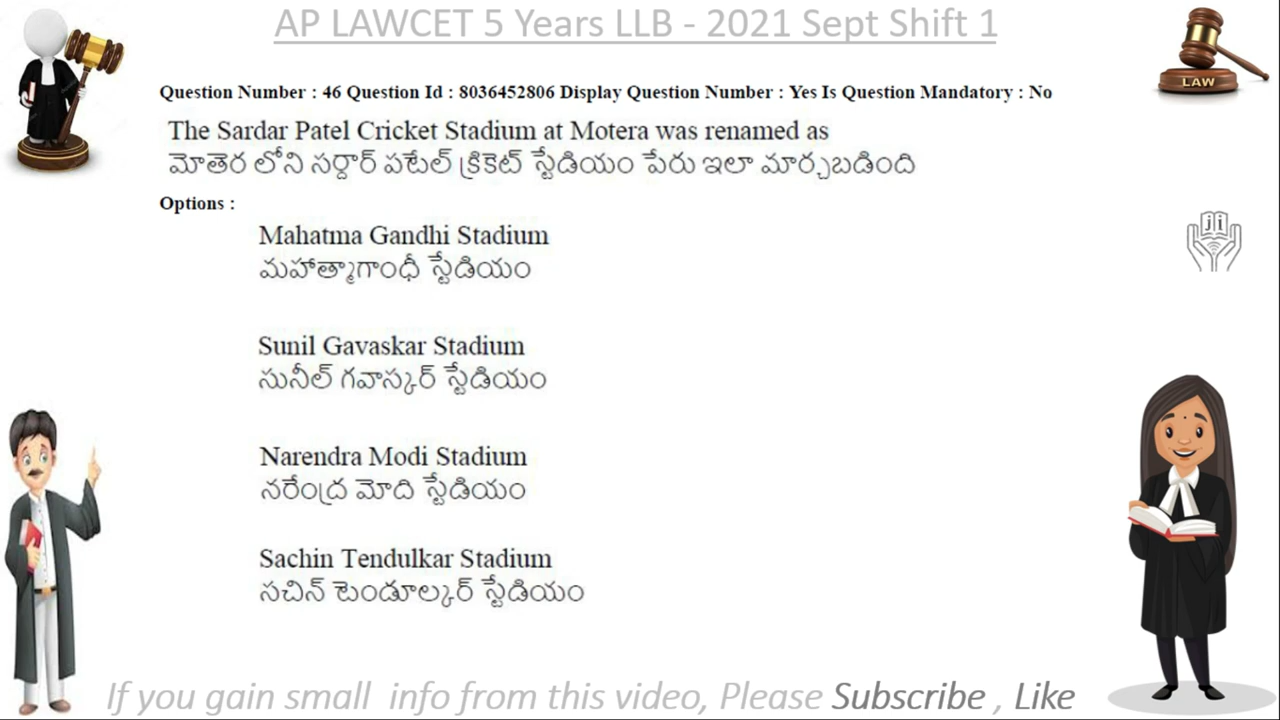 AP LAWCET 5 Years LLB - 2021 Sept Shift 1
LAW
Question Number : 46 Question Id : 8036452806 Display Question Number : Yes Is Question Mandatory : No
The Sardar Patel Cricket Stadium at Motera was renamed as
మోతెర లోని సర్దార్ పటేల్ క్రికెట్ స్టేడియం పేరు ఇలా మార్చబడింది
Options :
ji
Mahatma Gandhi Stadium
మహాత్మాగాంధీ స్టేడియం
Sunil Gavaskar Stadium
సునీల్ గవాస్కర్ స్టేడియం
Narendra Modi Stadium
నరేంద్ర మోది స్టేడియం
Sachin Tendulkar Stadium
సచిన్ టెండూల్కర్ స్టేడియం
If you gain small info from this video, Please Subscribe , Like